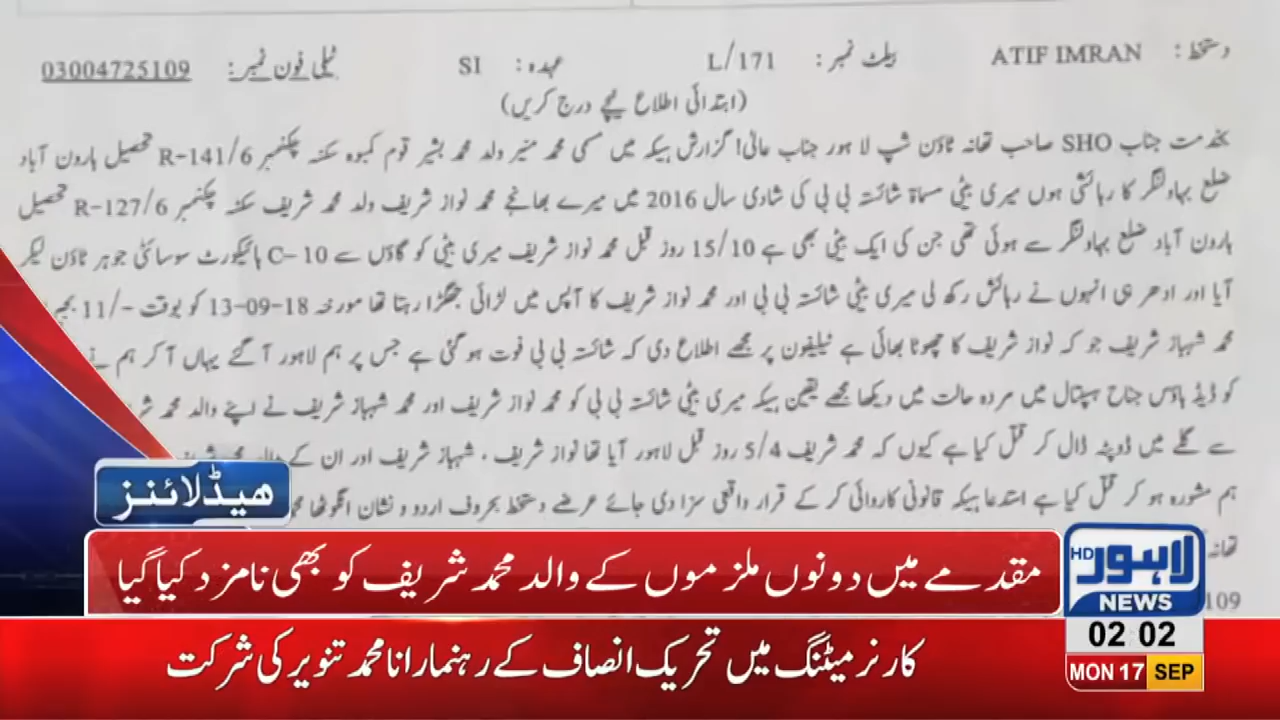 دستخط: ATIF IMRAN بیلٹ نمبر: L/171 عہدہ: SI ٹیلی فون نمبر: 03004725109
(ابتدائی اطلاع نیچے درج کریں)
بخدمت جناب SHO صاحب تھانہ ٹاؤن شپ لاہور جناب عالی! گزارش ہیکہ میں مسمی محمد منیر ولد محمد بشیر قوم کمبوہ سکنہ چکنمبر R-141/6 تحصیل ہارون آباد
ضلع بہاولنگر کا رہائشی ہوں میری بیٹی مسماۃ شائستہ بی بی کی شادی سال 2016 میں میرے بھانجے محمد نواز شریف ولد محمد شریف سکنہ چکنمبر R-127/6 تحصیل
ہارون آباد ضلع بہاولنگر سے ہوئی تھی جن کی ایک بیٹی بھی ہے 15/10 روز قبل محمد نواز شریف میری بیٹی کو گاؤں سے C-10 ہائیکورٹ سوسائٹی جوہر ٹاؤن لیکر
آیا اور ادھر ہی انہوں نے رہائش رکھ لی میری بیٹی شائستہ بی بی اور محمد نواز شریف کا آپس میں لڑائی جھگڑا رہتا تھا مورخہ 13-09-18 کو بوقت -/11 بجے
محمد شہباز شریف جو کہ نواز شریف کا چھوٹا بھائی ہے ٹیلیفون پر مجھے اطلاع دی کہ شائستہ بی بی فوت ہو گئی ہے جس پر ہم لاہور آ گئے یہاں آ کر ہم نے
کو ڈیڈ ہاؤس جناح ہسپتال میں مردہ حالت میں دیکھا مجھے یقین ہیکہ میری بیٹی شائستہ بی بی کو محمد نواز شریف اور محمد شہباز شریف نے اپنے والد محمد
سے گلے میں ڈوپٹہ ڈال کر قتل کیا ہے کیوں کہ محمد شریف 5/4 روز قبل لاہور آیا تھا نواز شریف، شہباز شریف اور ان کے
ہم مشورہ ہو کر قتل کیا ہے استدعا ہیکہ قانونی کاروائی کر کے قرار واقعی سزا دی جائے عرضے دستخط بحروف اردو و نشان انگوٹھا
تھانہ
109
ھیڈلائنز
مقدمے میں دونوں ملزموں کے والد محمد شریف کو بھی نامزد کیا گیا
HD لاہور
NEWS
02:02
MON 17 SEP
کارنر میٹنگ میں تحریک انصاف کے رہنما رانا محمد تنویر کی شرکت